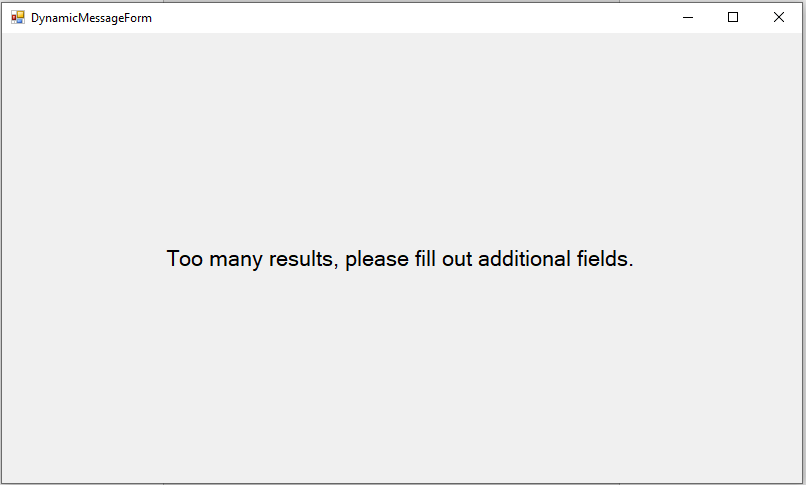 DynamicMessageForm
Too many results, please fill out additional fields.